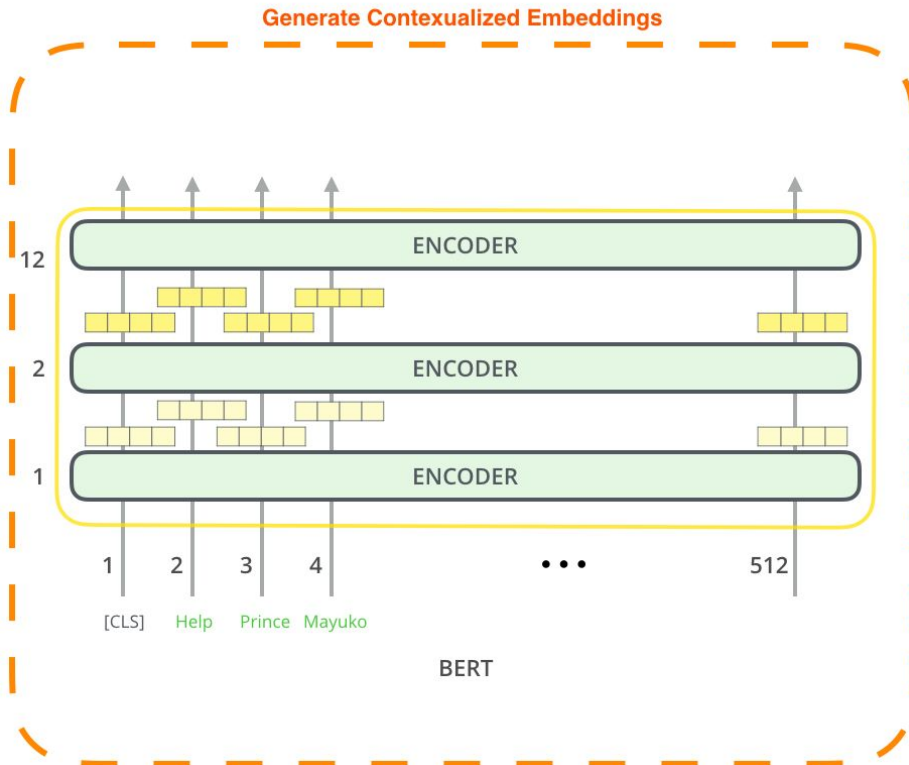 Generate Contexualized Embeddings
12 ENCODER
2 ENCODER
1 ENCODER
1 2 3 4 ••• 512
[CLS] Help Prince Mayuko
BERT